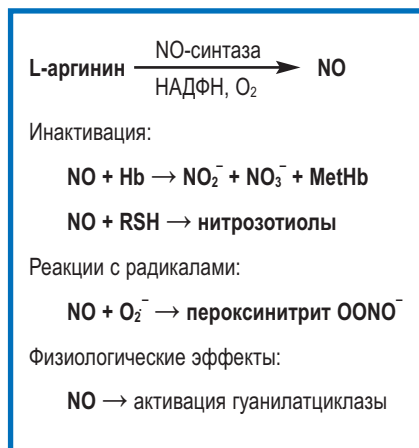 NO-синтаза
L-аргинин ⟶ NO
НАДФН, O₂
Инактивация:
NO + Hb → NO₂⁻ + NO₃⁻ + MetHb
NO + RSH → нитрозотиолы
Реакции с радикалами:
NO + O₂⁻ → пероксинитрит OONO⁻
Физиологические эффекты:
NO → активация гуанилатциклазы